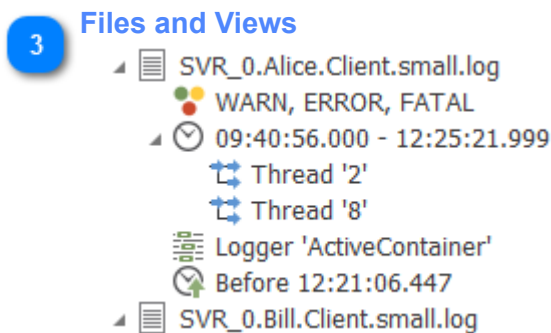 3
Files and Views
SVR_0.Alice.Client.small.log
WARN, ERROR, FATAL
09:40:56.000 - 12:25:21.999
Thread '2'
Thread '8'
Logger 'ActiveContainer'
Before 12:21:06.447
SVR_0.Bill.Client.small.log